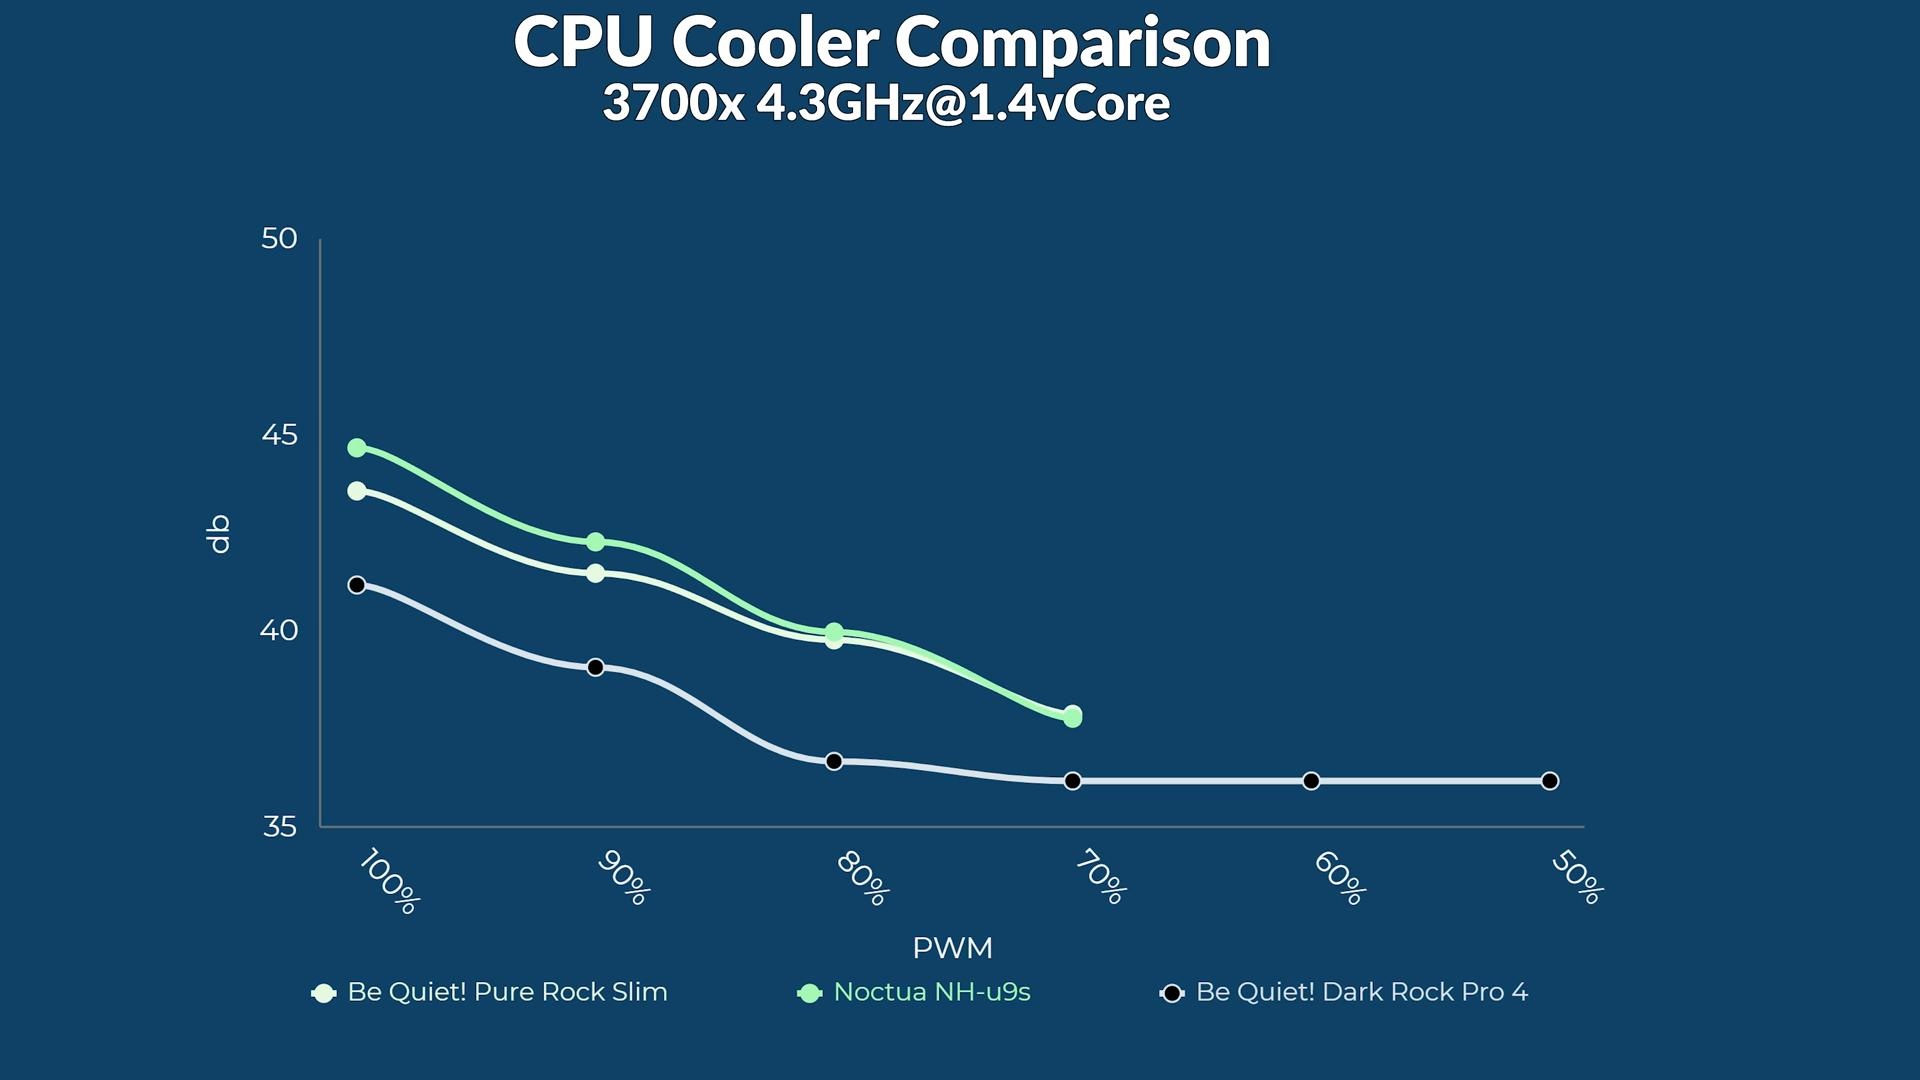 CPU Cooler Comparison
3700x 4.3GHz@1.4vCore
50
45
40
35
db
100% 90% 80% 70% 60% 50%
PWM
Be Quiet! Pure Rock Slim Noctua NH-u9s Be Quiet! Dark Rock Pro 4